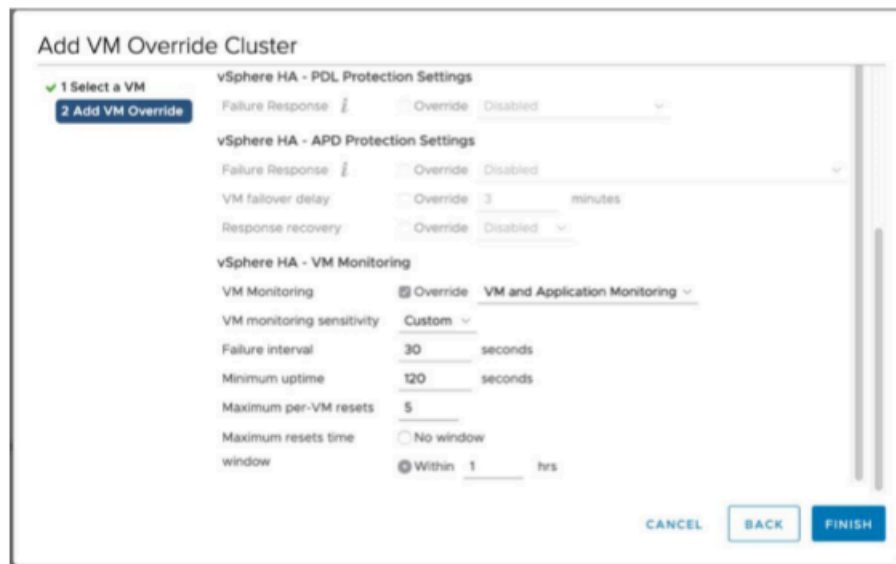 Add VM Override Cluster
1 Select a VM
2 Add VM Override
vSphere HA - PDL Protection Settings
Failure Response i Override Disabled
vSphere HA - APD Protection Settings
Failure Response i Override Disabled
VM failover delay Override 3 minutes
Response recovery Override Disabled
vSphere HA - VM Monitoring
VM Monitoring Override VM and Application Monitoring
VM monitoring sensitivity Custom
Failure interval 30 seconds
Minimum uptime 120 seconds
Maximum per-VM resets 5
Maximum resets time No window
window Within 1 hrs
CANCEL BACK FINISH